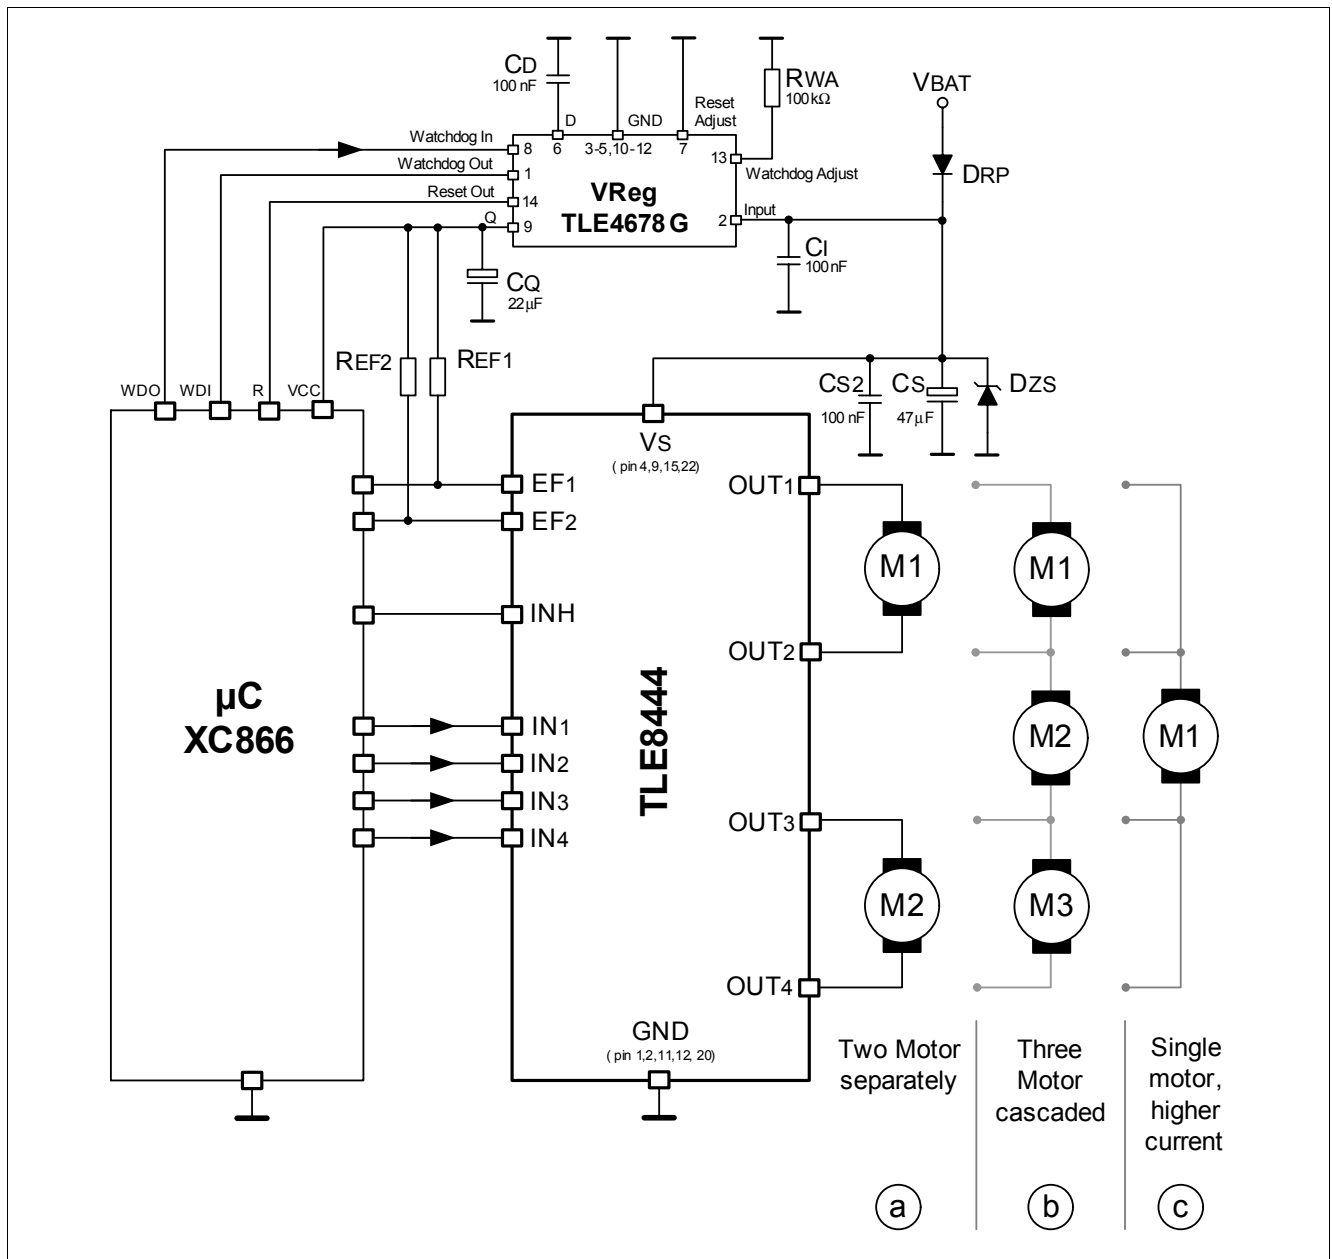 CD
100 nF
D
GND
Reset
Adjust
RWA
100kΩ
VBAT
Watchdog In
8
6
3-5,10-12
7
13
Watchdog Out
1
Watchdog Adjust
DRP
Reset Out
14
VReg
TLE4678 G
Q
9
2
Input
CQ
22µF
CI
100nF
REF2
REF1
WDO
WDI
R
VCC
CS2
100 nF
CS
47µF
DZS
VS
( pin 4,9,15,22)
EF1
EF2
INH
IN1
IN2
IN3
IN4
µC
XC866
TLE8444
OUT1
OUT2
OUT3
OUT4
M1
M2
M1
M2
M3
M1
GND
( pin 1,2,11,12, 20)
Two Motor
separately
Three
Motor
cascaded
Single
motor,
higher
current
a
b
c